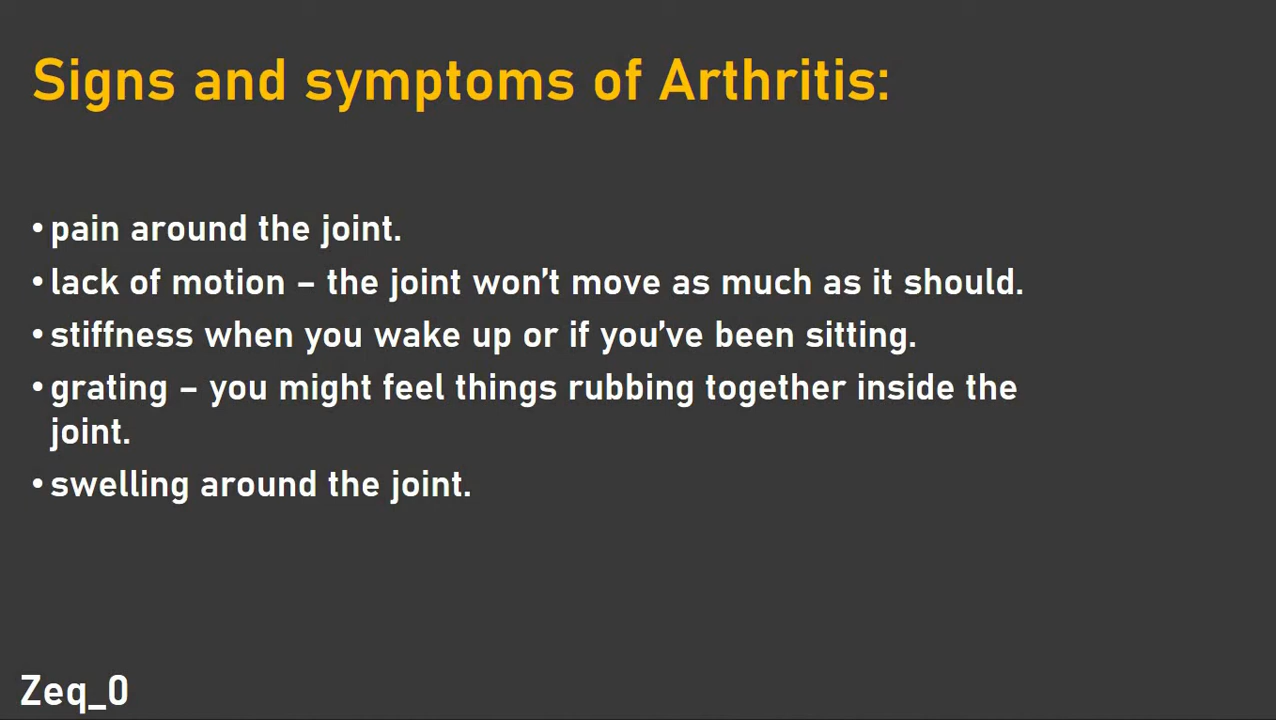 Signs and symptoms of Arthritis:
• pain around the joint.
• lack of motion – the joint won’t move as much as it should.
• stiffness when you wake up or if you’ve been sitting.
• grating – you might feel things rubbing together inside the
joint.
• swelling around the joint.
Zeq_0